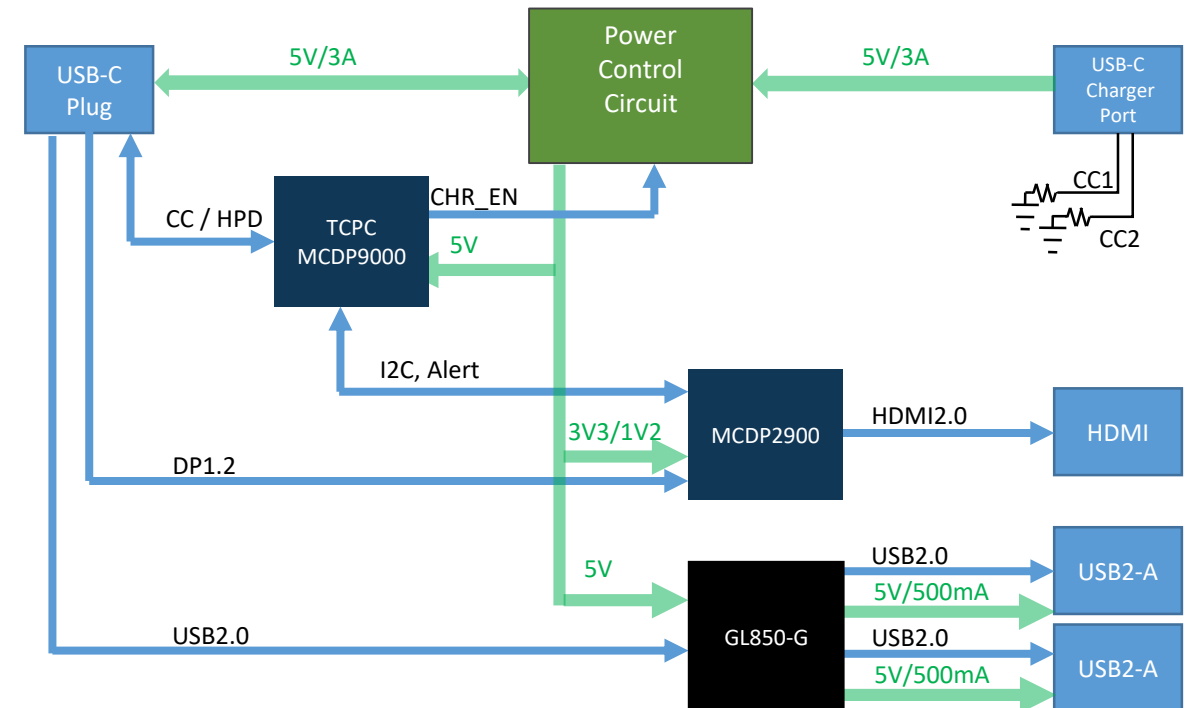 Power
Control
Circuit
5V/3A
5V/3A
USB-C
Plug
USB-C
Charger
Port
CC1
CC2
CHR_EN
CC / HPD
TCPC
MCDP9000
5V
I2C, Alert
HDMI2.0
HDMI
MCDP2900
3V3/1V2
DP1.2
USB2.0
USB2-A
5V
5V/500mA
USB2.0
GL850-G
USB2.0
5V/500mA
USB2-A